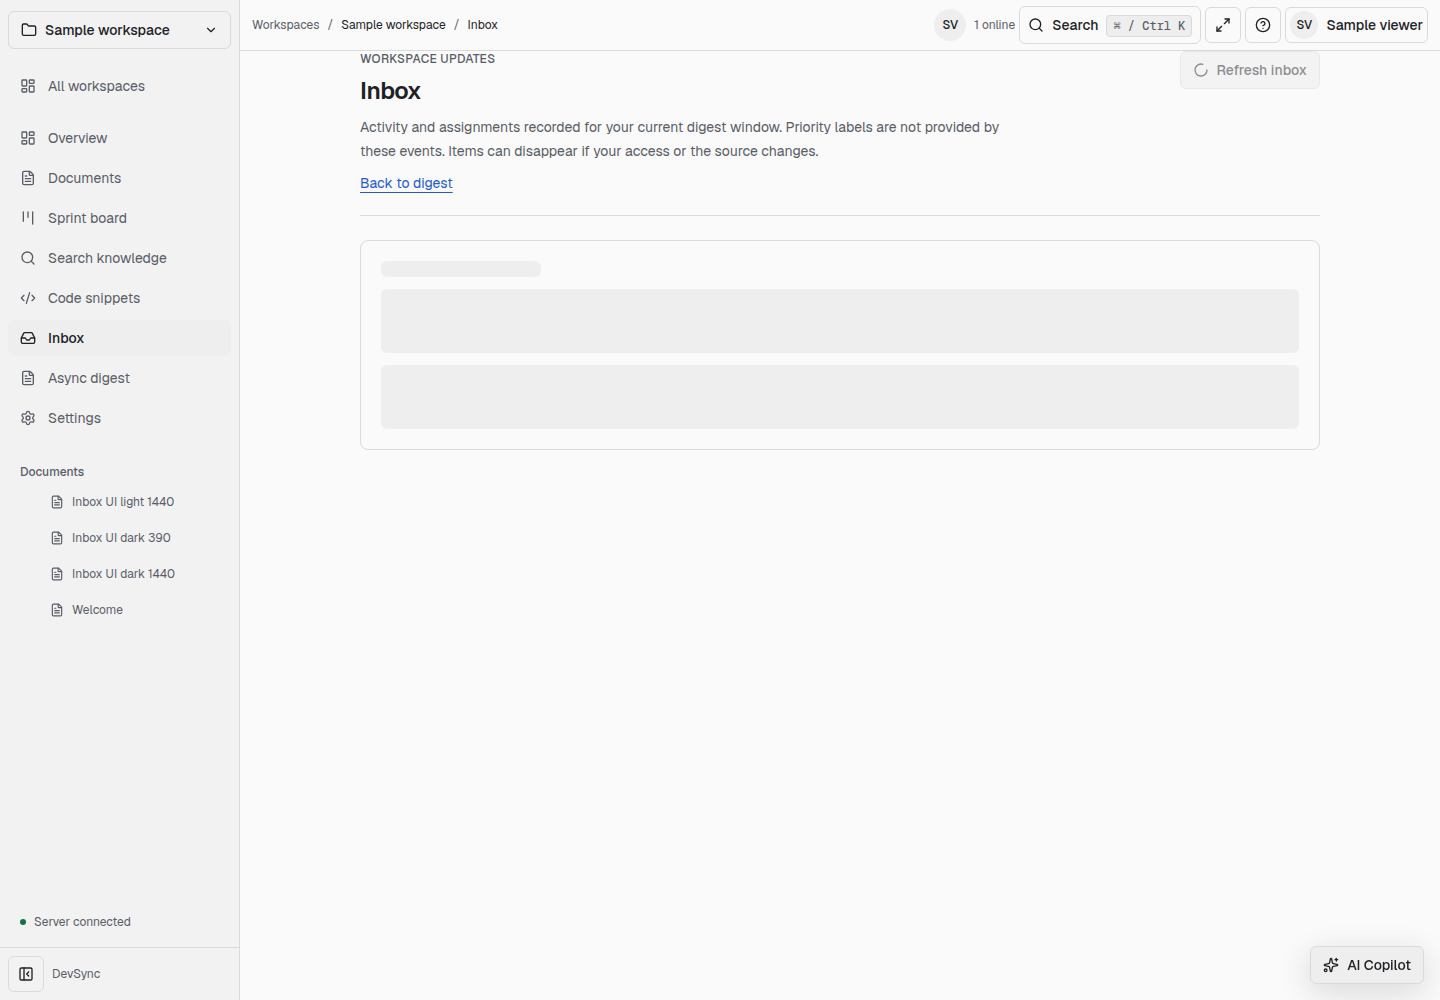 Sample workspace
All workspaces
Overview
Documents
Sprint board
Search knowledge
Code snippets
Inbox
Async digest
Settings
Documents
Inbox UI light 1440
Inbox UI dark 390
Inbox UI dark 1440
Welcome
Server connected
DevSync
Workspaces / Sample workspace / Inbox
SV 1 online
Search ⌘ / Ctrl K
SV Sample viewer
WORKSPACE UPDATES
Refresh inbox
Inbox
Activity and assignments recorded for your current digest window. Priority labels are not provided by
these events. Items can disappear if your access or the source changes.
Back to digest
AI Copilot